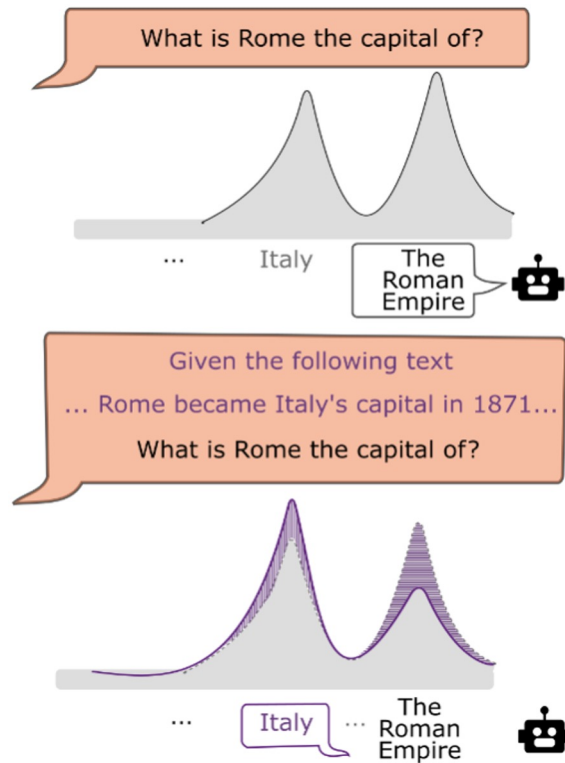 What is Rome the capital of?
...
Italy
The
Roman
Empire
Given the following text
... Rome became Italy's capital in 1871...
What is Rome the capital of?
...
Italy
...
The
Roman
Empire